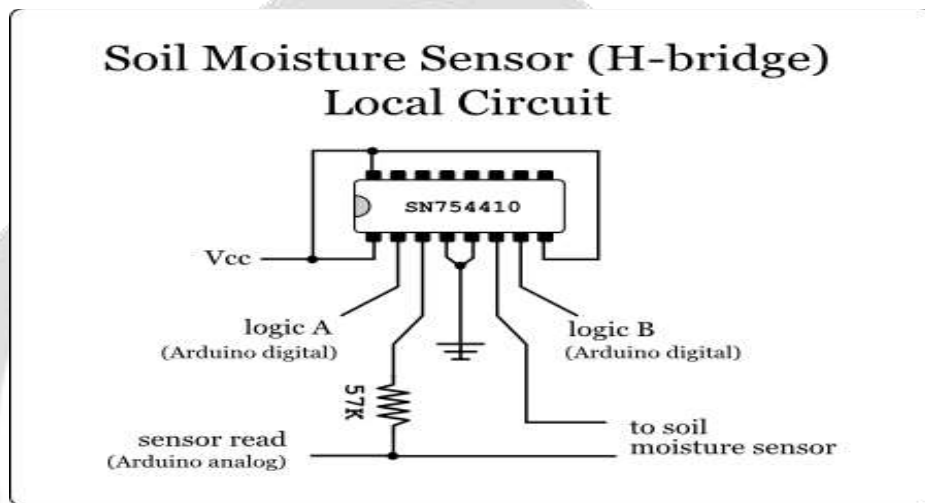 Soil Moisture Sensor (H-bridge)
Local Circuit
SN754410
Vcc
logic A
(Arduino digital)
logic B
(Arduino digital)
57K
sensor read
(Arduino analog)
to soil
moisture sensor